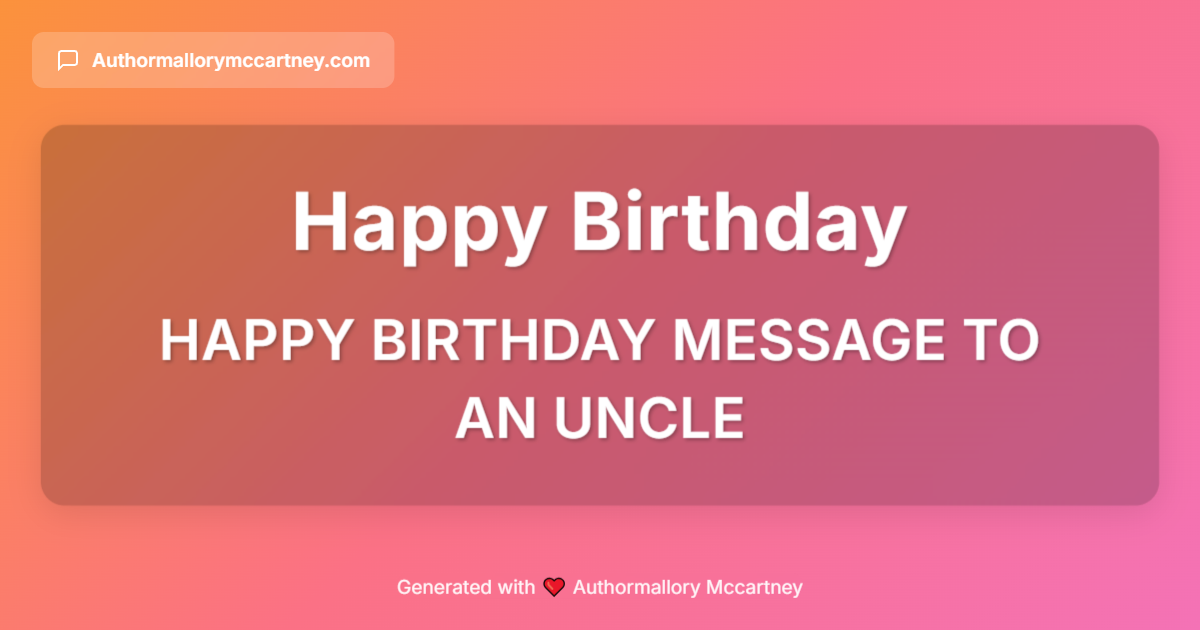 Authormallorymccartney.com
Happy Birthday
HAPPY BIRTHDAY MESSAGE TO
AN UNCLE
Generated with ❤️ Authormallory Mccartney